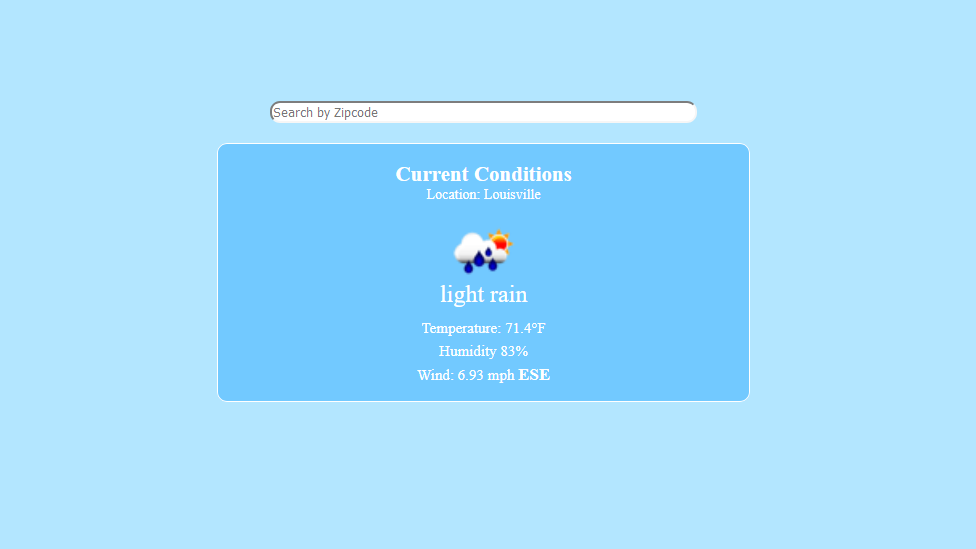 Search by Zipcode
Current Conditions
Location: Louisville
light rain
Temperature: 71.4°F
Humidity 83%
Wind: 6.93 mph ESE